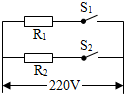 R₁ S₁
R₂ S₂
220V